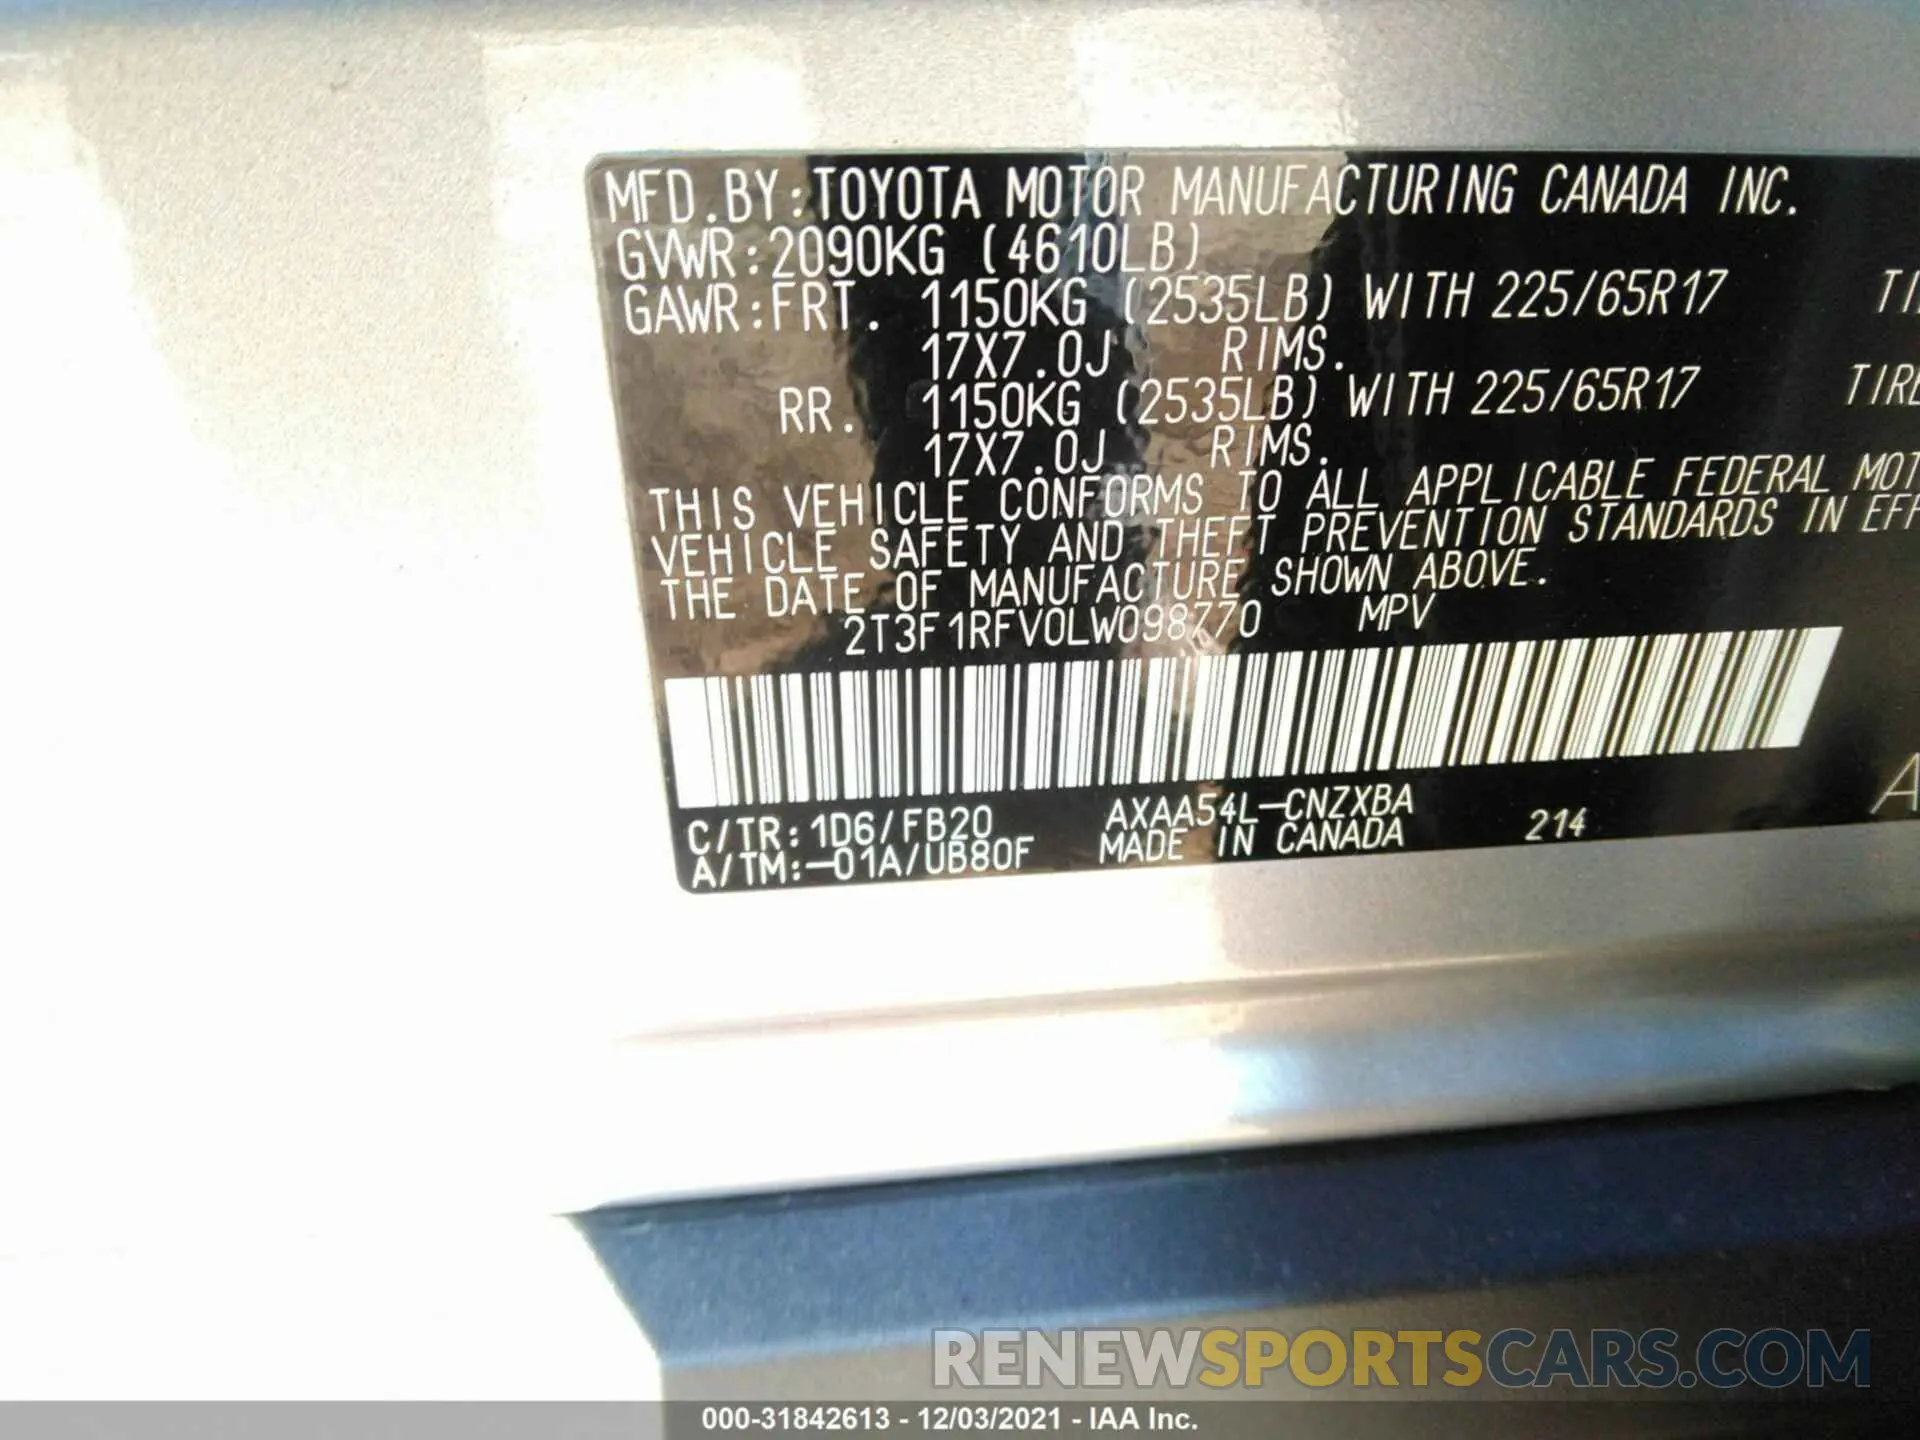 MFD.BY:TOYOTA MOTOR MANUFACTURING CANADA INC.
GVWR:2090KG (4610LB)
GAWR:FRT. 1150KG (2535LB) WITH 225/65R17
17X7.0J RIMS.
RR. 1150KG (2535LB) WITH 225/65R17
17X7.0J RIMS.
THIS VEHICLE CONFORMS TO ALL APPLICABLE FEDERAL
VEHICLE SAFETY AND THEFT PREVENTION STANDARDS IN
THE DATE OF MANUFACTURE SHOWN ABOVE.
2T3F1RFV0LW098770 MPV
C/TR:1D6/FB20 AXAA54L-CNZXBA 214
A/TM:-01A/UB80F MADE IN CANADA
RENEWSPORTSCARS.COM
000-31842613 - 12/03/2021 - IAA Inc.